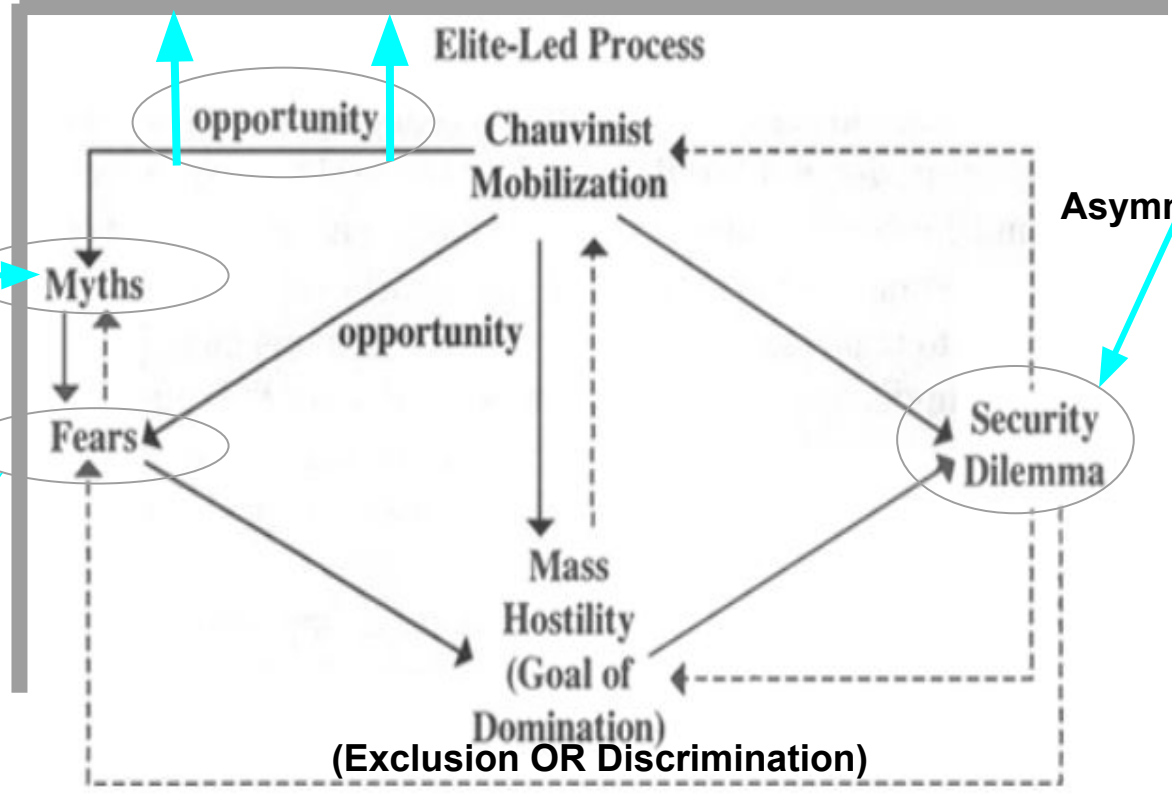 Elite-Led Process
opportunity
Chauvinist
Mobilization
Myths
opportunity
Fears
Security
Dilemma
Mass
Hostility
(Goal of
Domination)
(Exclusion OR Discrimination)